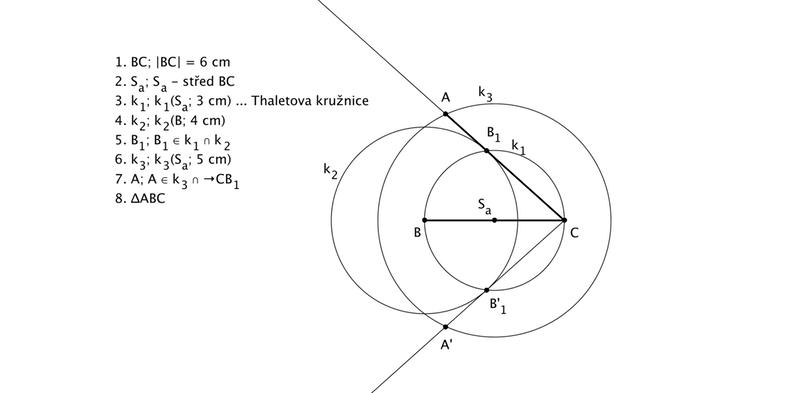 1. BC; |BC| = 6 cm
2. Sₐ; Sₐ – střed BC
3. k₁; k₁(Sₐ; 3 cm) ... Thaletova kružnice
4. k₂; k₂(B; 4 cm)
5. B₁; B₁ ∈ k₁ ∩ k₂
6. k₃; k₃(Sₐ; 5 cm)
7. A; A ∈ k₃ ∩ →CB₁
8. ΔABC
A
k₃
B₁
k₁
k₂
Sₐ
B
C
B'₁
A'